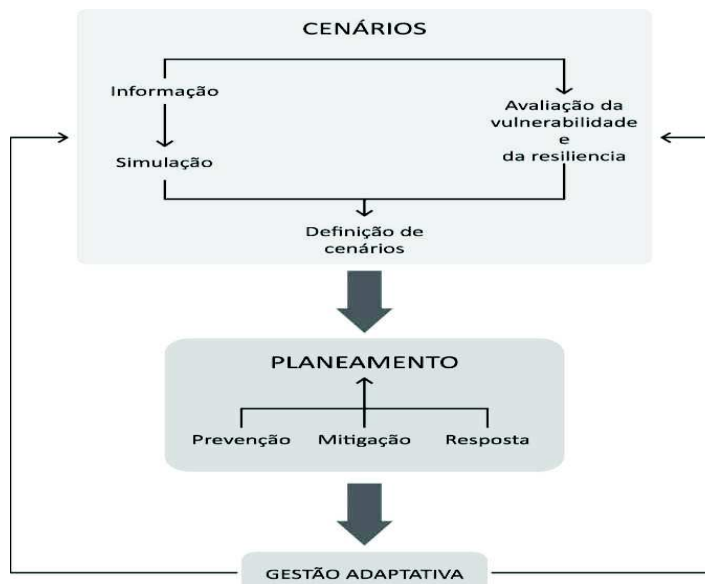 CENÁRIOS
Informação
Avaliação da
vulnerabilidade
e
da resiliencia
Simulação
Definição de
cenários
PLANEAMENTO
Prevenção Mitigação Resposta
GESTÃO ADAPTATIVA